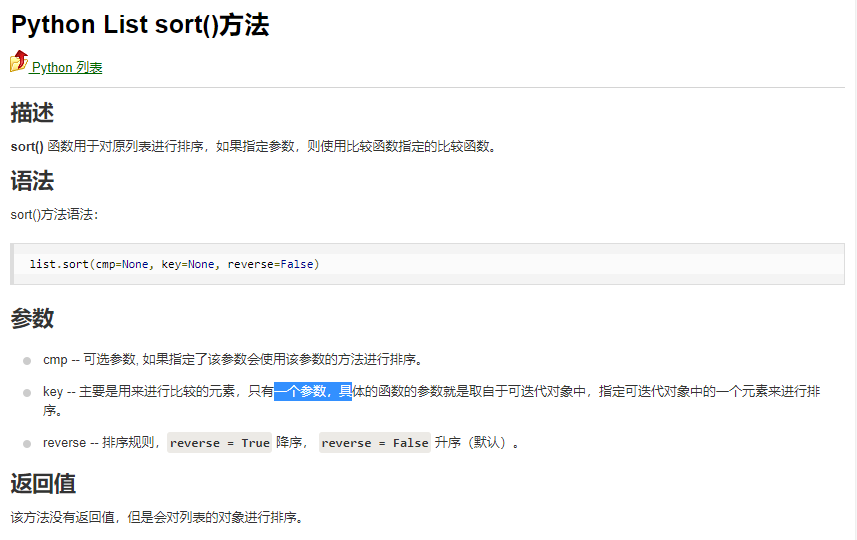 Python List sort()方法
Python 列表
描述
sort() 函数用于对原列表进行排序，如果指定参数，则使用比较函数指定的比较函数。
语法
sort()方法语法：
list.sort(cmp=None, key=None, reverse=False)
参数
cmp -- 可选参数, 如果指定了该参数会使用该参数的方法进行排序。
key -- 主要是用来进行比较的元素，只有一个参数，具体的函数的参数就是取自于可迭代对象中，指定可迭代对象中的一个元素来进行排
序。
reverse -- 排序规则，reverse = True 降序， reverse = False 升序（默认）。
返回值
该方法没有返回值，但是会对列表的对象进行排序。